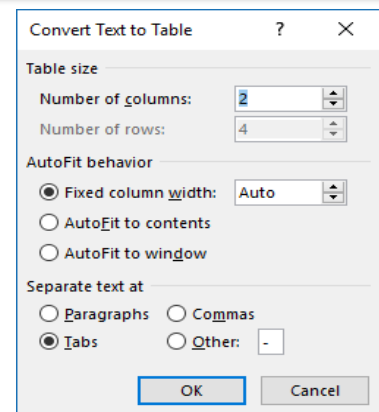 Convert Text to Table ? ×
Table size
Number of columns: 2
Number of rows: 4
AutoFit behavior
Fixed column width: Auto
AutoFit to contents
AutoFit to window
Separate text at
Paragraphs Commas
Tabs Other: -
OK Cancel